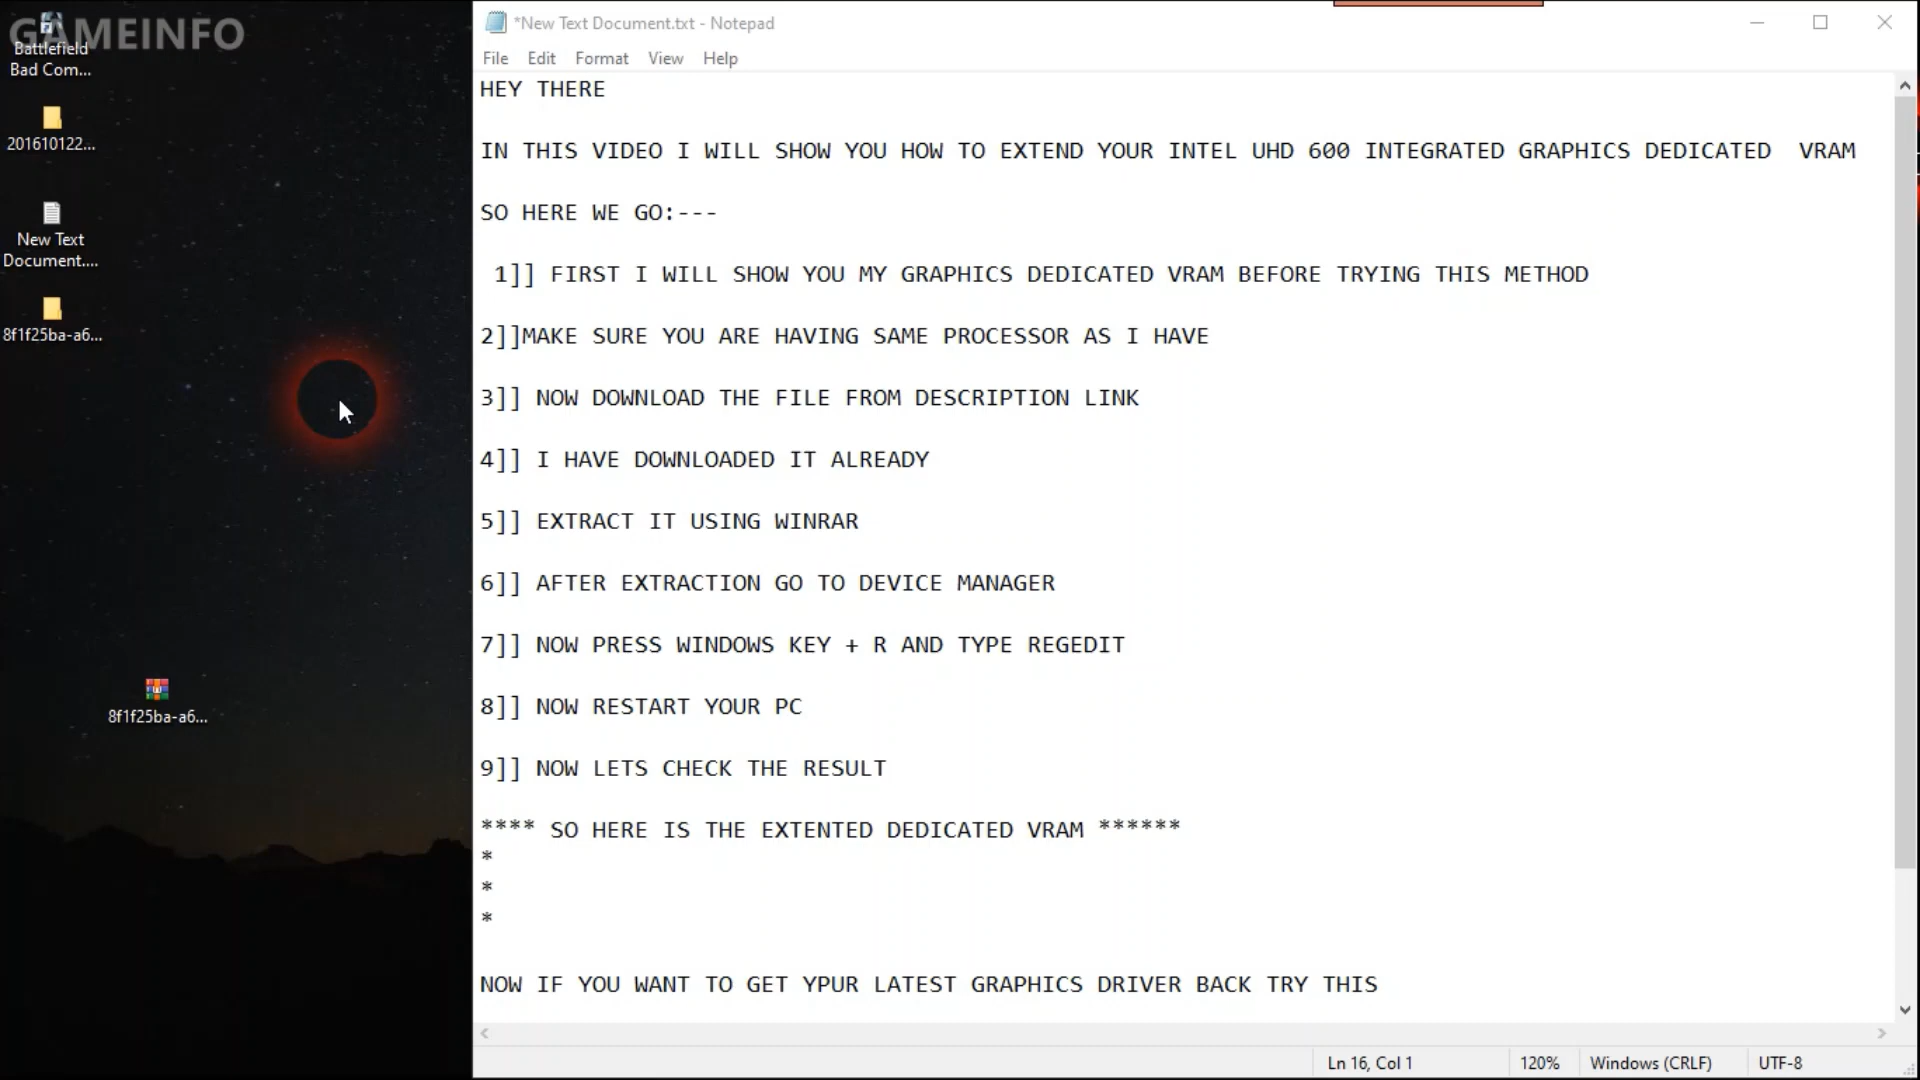 GAMEINFO
Battlefield
Bad Com...
201610122...
New Text
Document....
8f1f25ba-a6...
8f1f25ba-a6...
*New Text Document.txt - Notepad
File Edit Format View Help
HEY THERE
IN THIS VIDEO I WILL SHOW YOU HOW TO EXTEND YOUR INTEL UHD 600 INTEGRATED GRAPHICS DEDICATED  VRAM
SO HERE WE GO:---
1]] FIRST I WILL SHOW YOU MY GRAPHICS DEDICATED VRAM BEFORE TRYING THIS METHOD
2]]MAKE SURE YOU ARE HAVING SAME PROCESSOR AS I HAVE
3]] NOW DOWNLOAD THE FILE FROM DESCRIPTION LINK
4]] I HAVE DOWNLOADED IT ALREADY
5]] EXTRACT IT USING WINRAR
6]] AFTER EXTRACTION GO TO DEVICE MANAGER
7]] NOW PRESS WINDOWS KEY + R AND TYPE REGEDIT
8]] NOW RESTART YOUR PC
9]] NOW LETS CHECK THE RESULT
**** SO HERE IS THE EXTENTED DEDICATED VRAM ******
*
*
*
NOW IF YOU WANT TO GET YPUR LATEST GRAPHICS DRIVER BACK TRY THIS
Ln 16, Col 1 120% Windows (CRLF) UTF-8